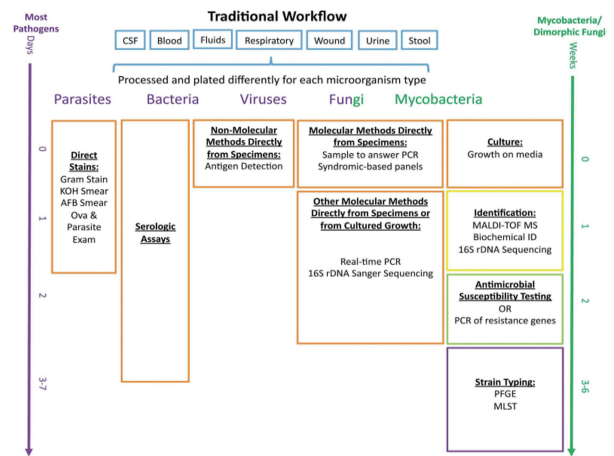 Traditional Workflow
Most
Pathogens
Days
Mycobacteria/
Dimorphic Fungi
Weeks
CSF
Blood
Fluids
Respiratory
Wound
Urine
Stool
Processed and plated differently for each microorganism type
Parasites
Bacteria
Viruses
Fungi
Mycobacteria
0
1
2
3-7
Direct
Stains:
Gram Stain
KOH Smear
AFB Smear
Ova &
Parasite
Exam
Serologic
Assays
Non-Molecular
Methods Directly
from Specimens:
Antigen Detection
Molecular Methods Directly
from Specimens:
Sample to answer PCR
Syndromic-based panels
Other Molecular Methods
Directly from Specimens or
from Cultured Growth:
Real-time PCR
16S rDNA Sanger Sequencing
Culture:
Growth on media
Identification:
MALDI-TOF MS
Biochemical ID
16S rDNA Sequencing
Antimicrobial
Susceptibility Testing
OR
PCR of resistance genes
Strain Typing:
PFGE
MLST
0
1
2
3-6